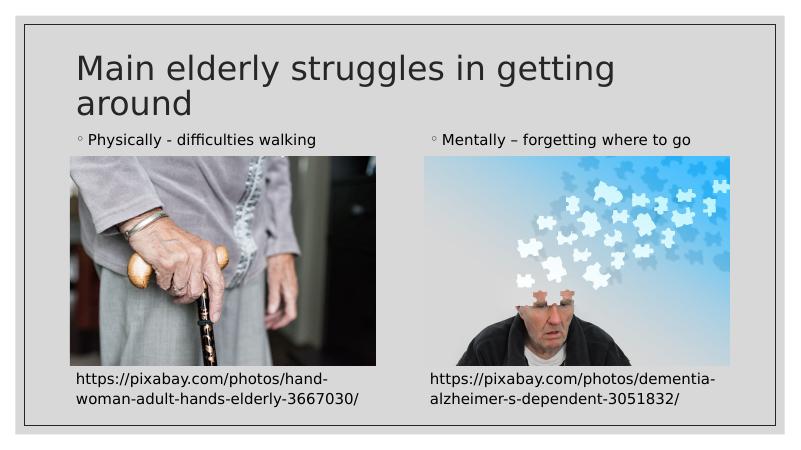 Main elderly struggles in getting
around
◦ Physically - difficulties walking
◦ Mentally – forgetting where to go
https://pixabay.com/photos/hand-
woman-adult-hands-elderly-3667030/
https://pixabay.com/photos/dementia-
alzheimer-s-dependent-3051832/